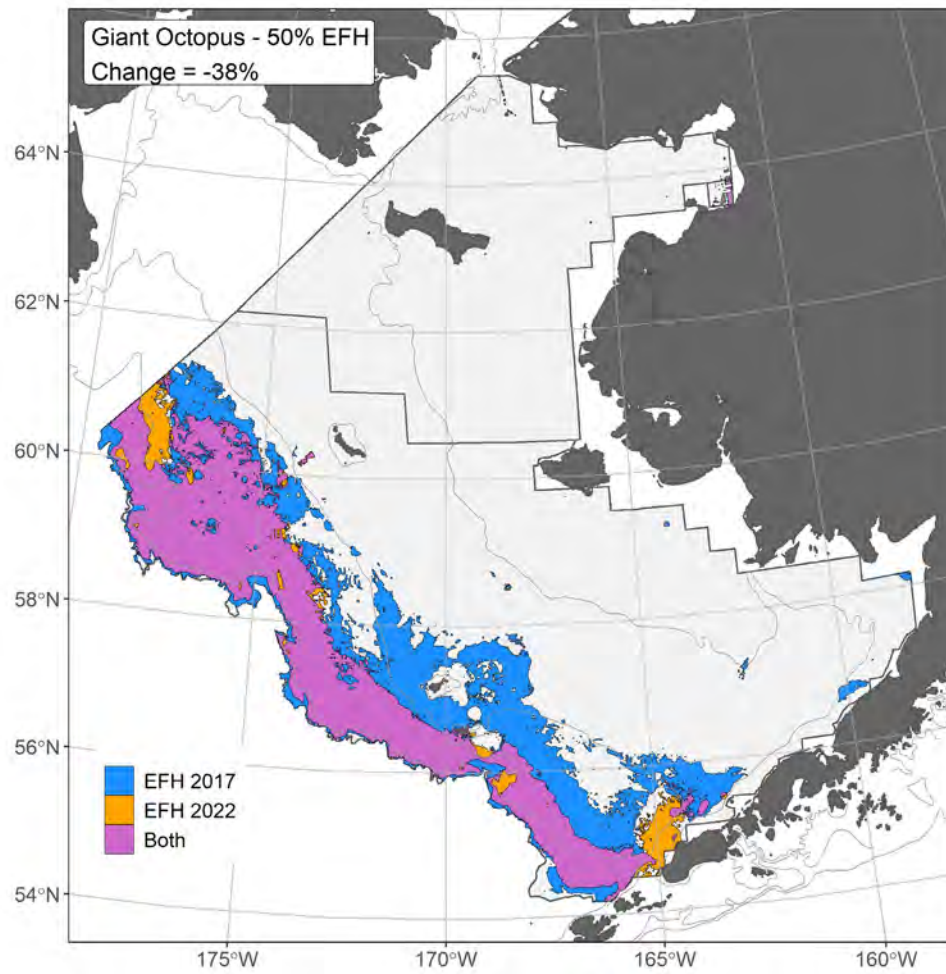 Giant Octopus - 50% EFH
Change = -38%
64°N
62°N
60°N
58°N
56°N
54°N
EFH 2017
EFH 2022
Both
175°W
170°W
165°W
160°W